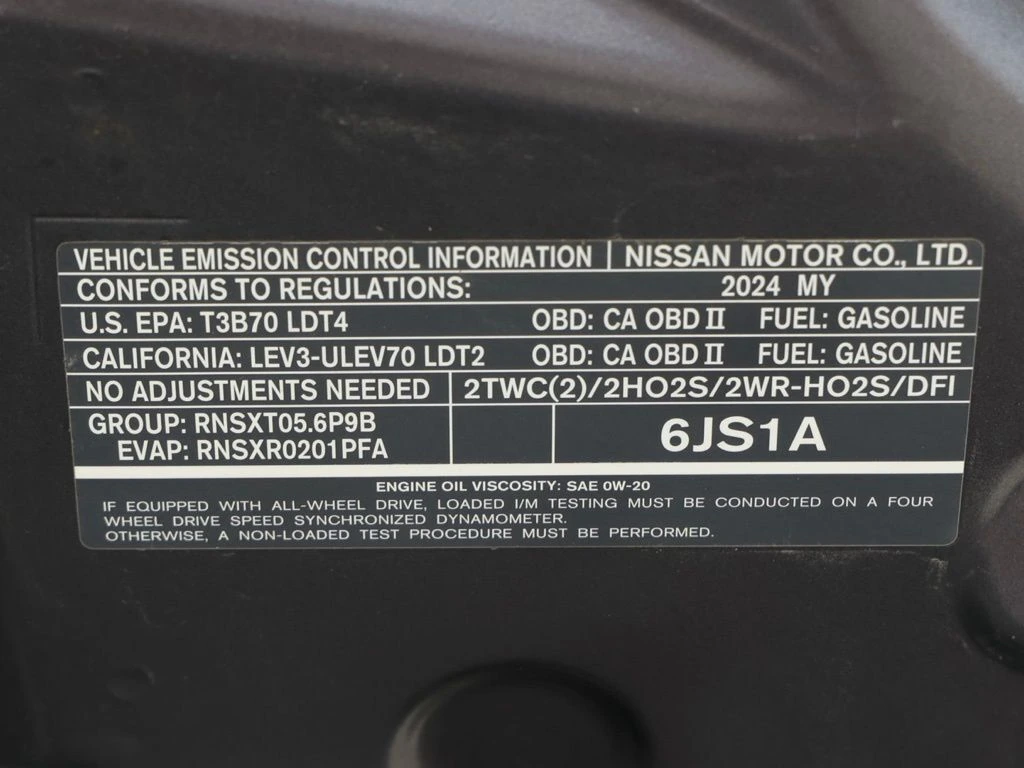 VEHICLE EMISSION CONTROL INFORMATION | NISSAN MOTOR CO., LTD.
CONFORMS TO REGULATIONS: 2024 MY
U.S. EPA: T3B70 LDT4 OBD: CA OBD II FUEL: GASOLINE
CALIFORNIA: LEV3-ULEV70 LDT2 OBD: CA OBD II FUEL: GASOLINE
NO ADJUSTMENTS NEEDED 2TWC(2)/2HO2S/2WR-HO2S/DFI
GROUP: RNSXT05.6P9B 6JS1A
EVAP: RNSXR0201PFA
ENGINE OIL VISCOSITY: SAE 0W-20
IF EQUIPPED WITH ALL-WHEEL DRIVE, LOADED I/M TESTING MUST BE CONDUCTED ON A FOUR
WHEEL DRIVE SPEED SYNCHRONIZED DYNAMOMETER.
OTHERWISE, A NON-LOADED TEST PROCEDURE MUST BE PERFORMED.